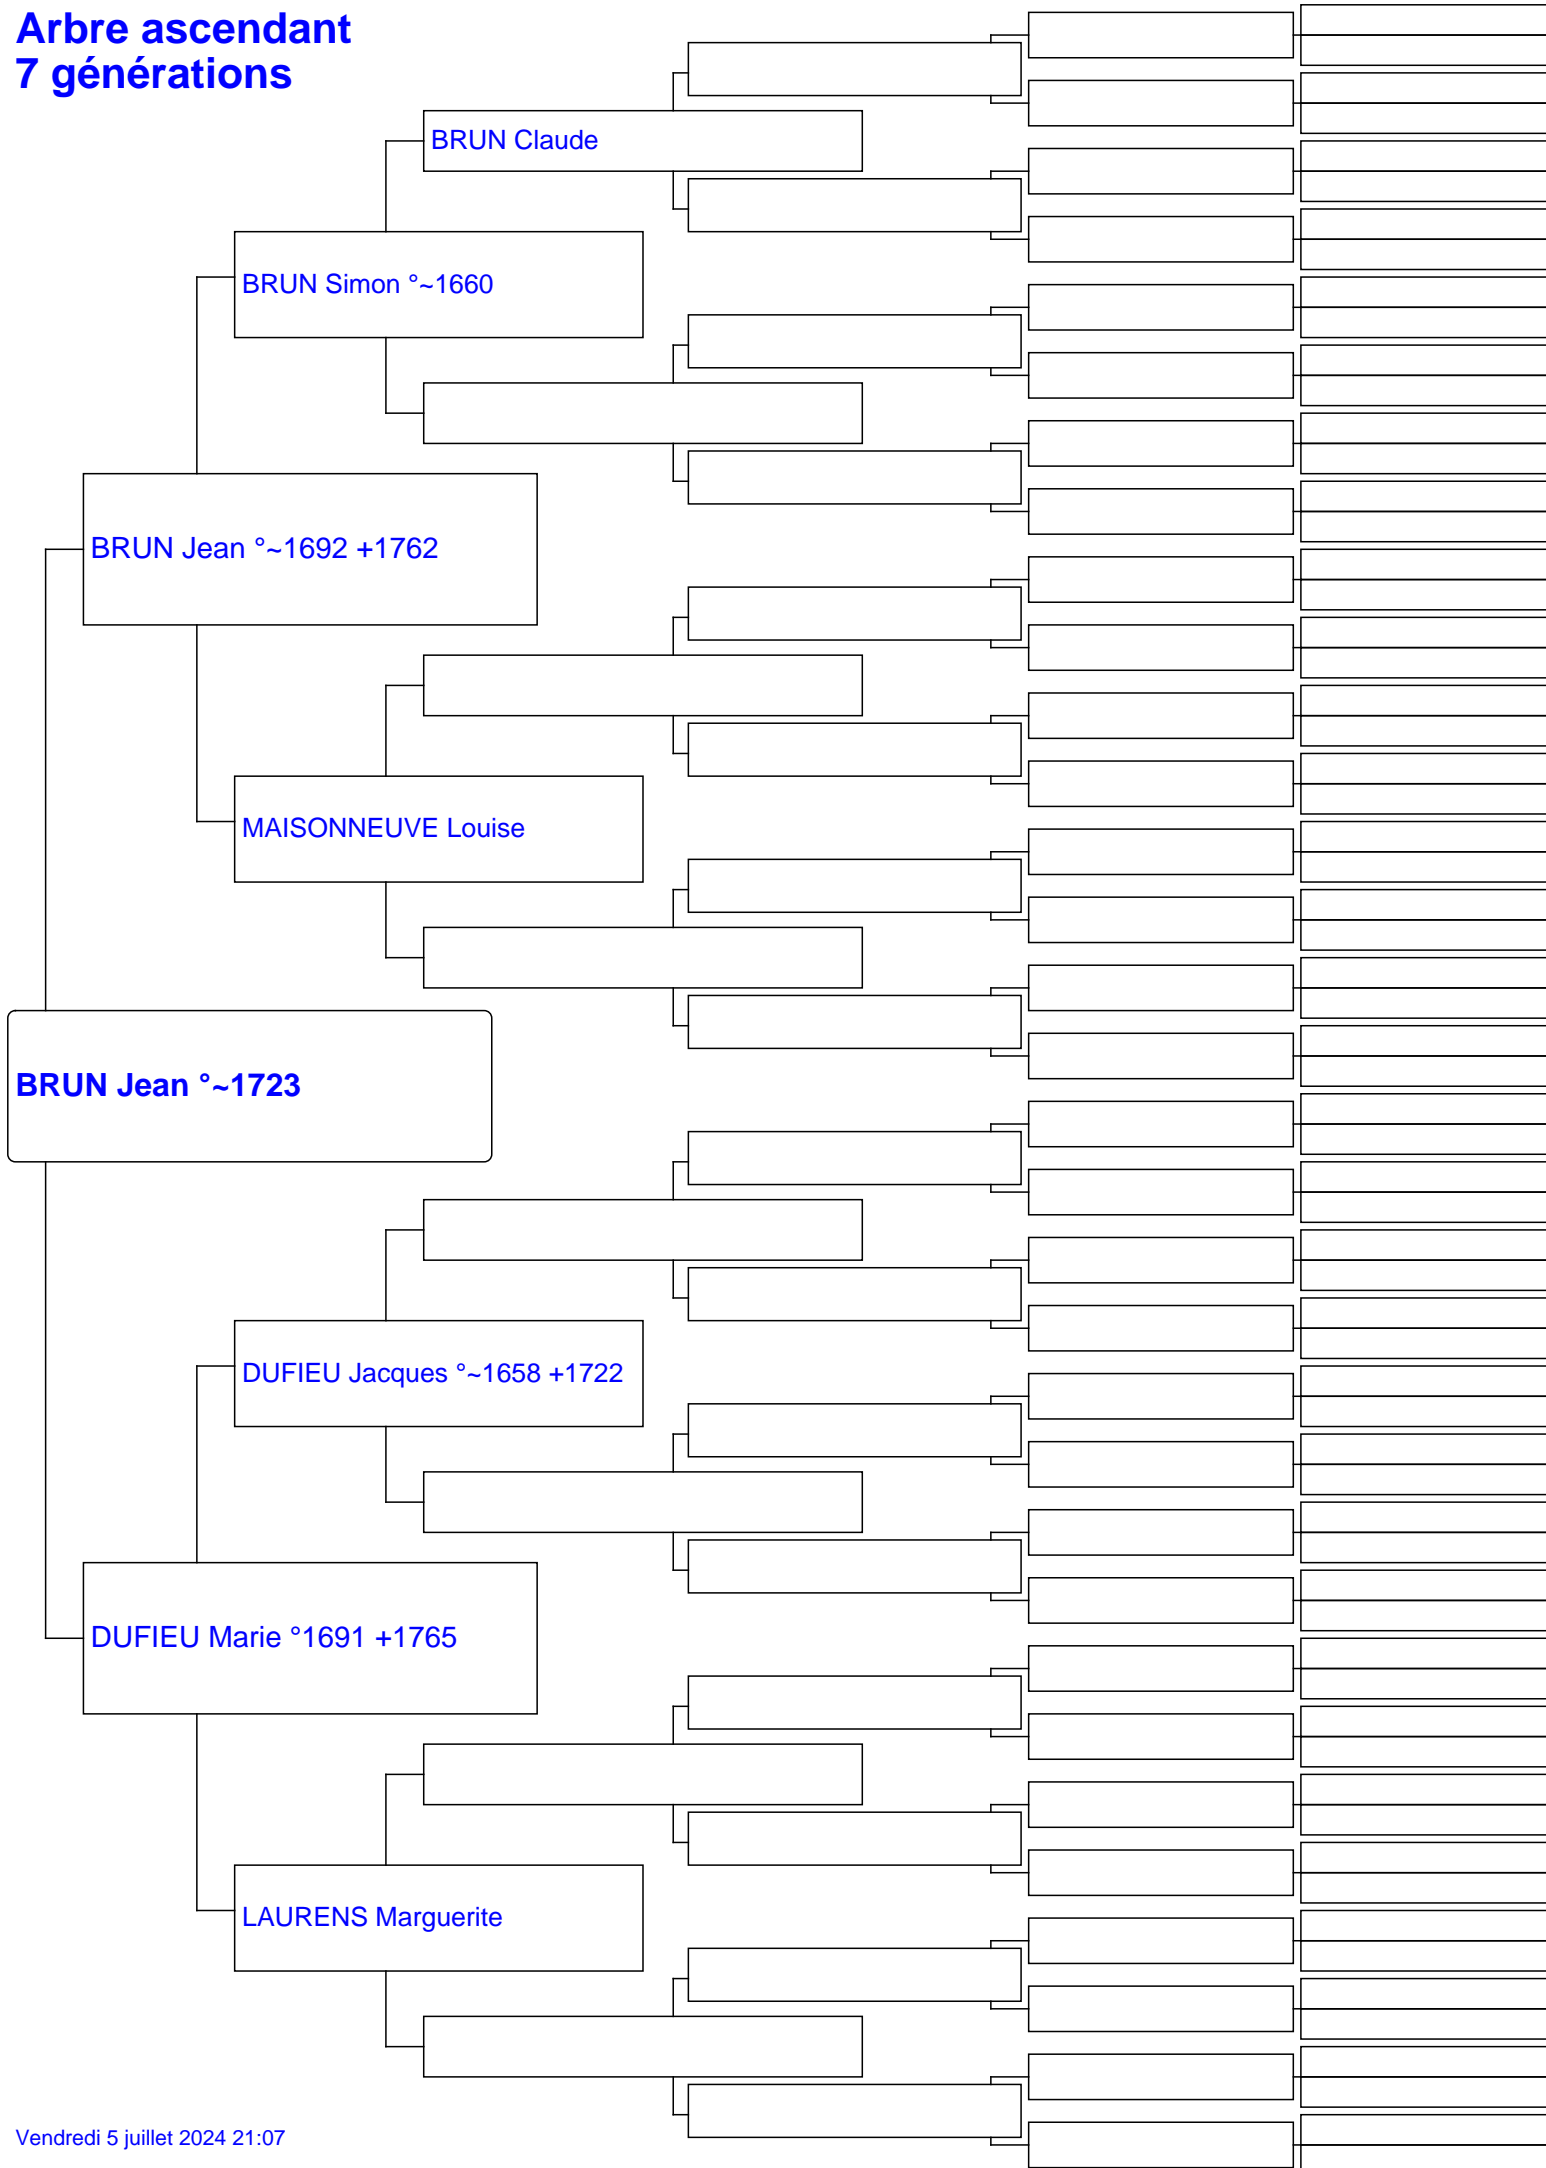 Arbre ascendant
7 générations
BRUN Claude
BRUN Simon °~1660
BRUN Jean °~1692 +1762
MAISONNEUVE Louise
BRUN Jean °~1723
DUFIEU Jacques °~1658 +1722
DUFIEU Marie °1691 +1765
LAURENS Marguerite
Vendredi 5 juillet 2024 21:07